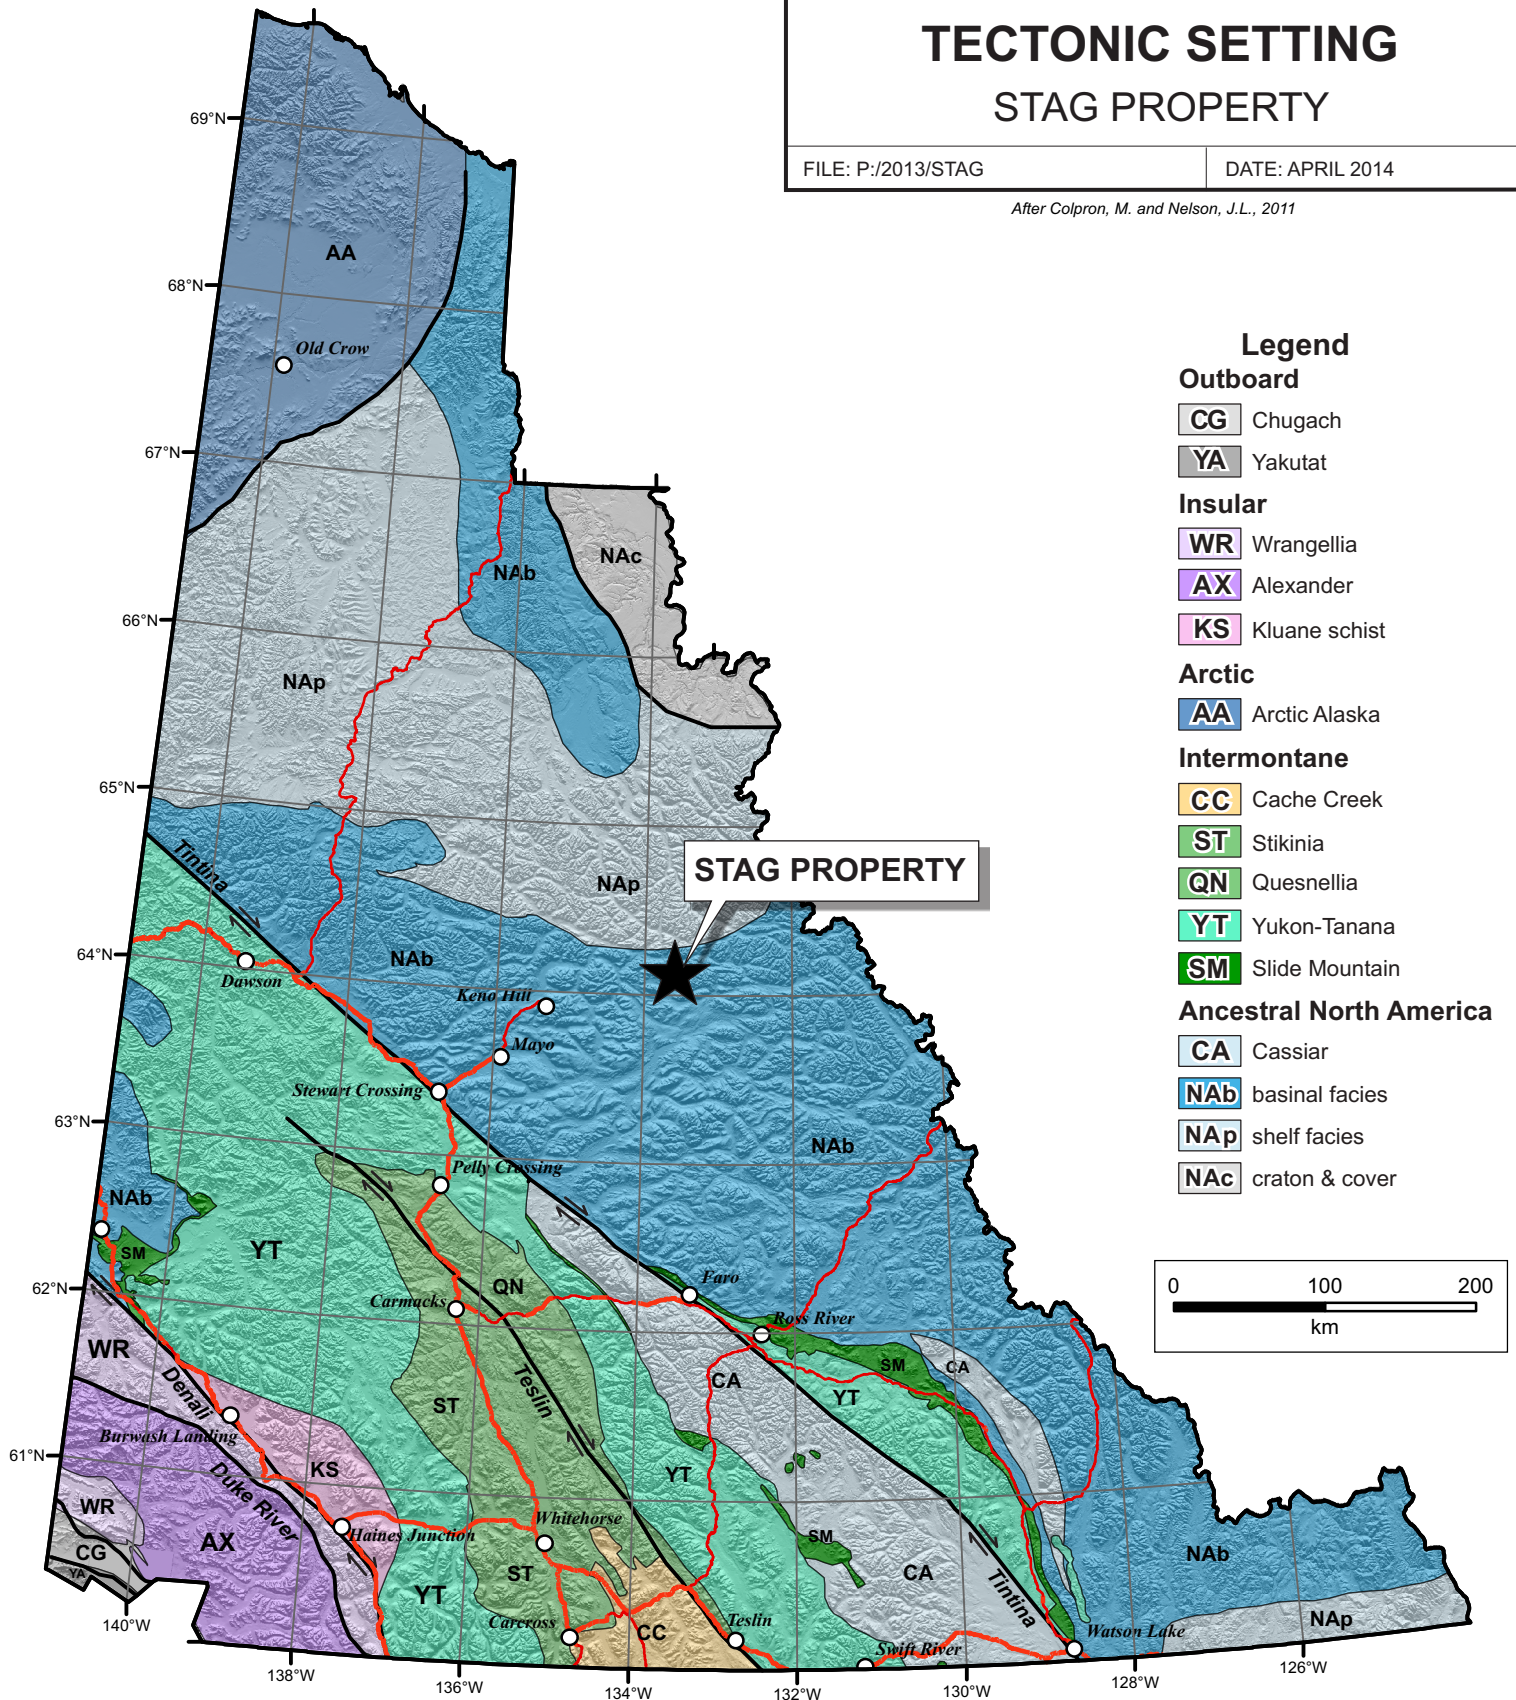 TECTONIC SETTING
STAG PROPERTY
FILE: P:/2013/STAG
DATE: APRIL 2014
After Colpron, M. and Nelson, J.L., 2011
Legend
Outboard
CG Chugach
YA Yakutat
Insular
WR Wrangellia
AX Alexander
KS Kluane schist
Arctic
AA Arctic Alaska
Intermontane
CC Cache Creek
ST Stikinia
QN Quesnellia
YT Yukon-Tanana
SM Slide Mountain
Ancestral North America
CA Cassiar
NAb basinal facies
NAp shelf facies
NAc craton & cover
0 100 200
km
69°N
68°N
67°N
66°N
65°N
64°N
63°N
62°N
61°N
140°W
138°W
136°W
134°W
132°W
130°W
128°W
126°W
AA
Old Crow
NAc
NAb
NAp
NAp
STAG PROPERTY
Tintina
NAb
Dawson
Keno Hill
Mayo
Stewart Crossing
NAb
Pelly Crossing
NAb
SM
YT
QN
Faro
Carmacks
Ross River
WR
Denali
SM
CA
CA
YT
Teslin
ST
Burwash Landing
KS
YT
Duke River
WR
AX
Haines Junction
Whitehorse
SM
CG
YA
YT
ST
CA
NAb
Tintina
Carcross
CC
Teslin
Swift River
Watson Lake
NAp